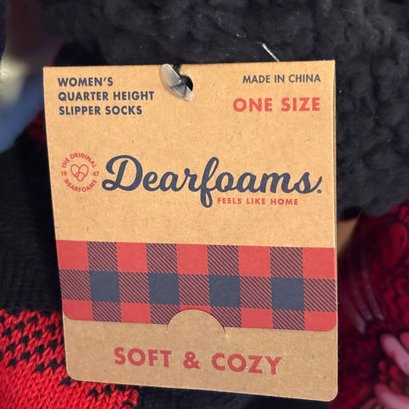 WOMEN'S
QUARTER HEIGHT
SLIPPER SOCKS
MADE IN CHINA
ONE SIZE
THE ORIGINAL
DEARFOAMS
Dearfoams
FEELS LIKE HOME
SOFT & COZY